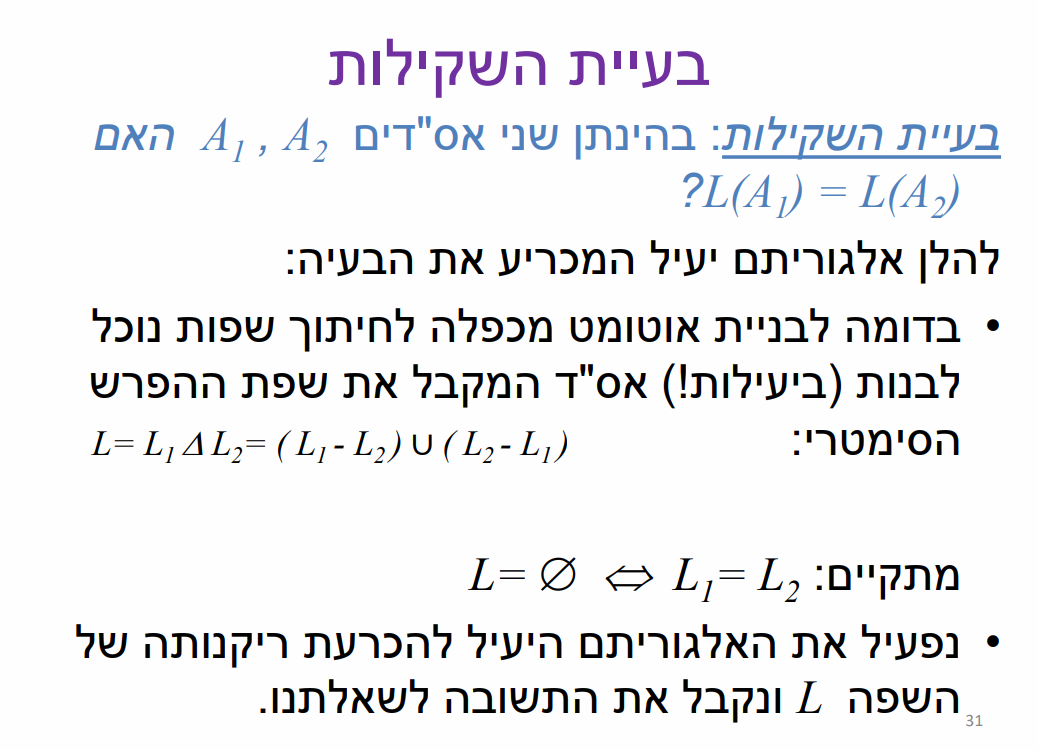 בעיית השקילות
בעיית השקילות: בהינתן שני אס"דים A₁ , A₂ האם
L(A₁) = L(A₂)?
להלן אלגוריתם יעיל המכריע את הבעיה:
• בדומה לבניית אוטומט מכפלה לחיתוך שפות נוכל
לבנות (ביעילות!) אס"ד המקבל את שפת ההפרש
הסימטרי: L= L₁ Δ L₂= ( L₁ - L₂ ) ∪ ( L₂ - L₁ )
מתקיים: L= ∅ ⇔ L₁= L₂
• נפעיל את האלגוריתם היעיל להכרעת ריקנותה של
השפה L ונקבל את התשובה לשאלתנו.
31